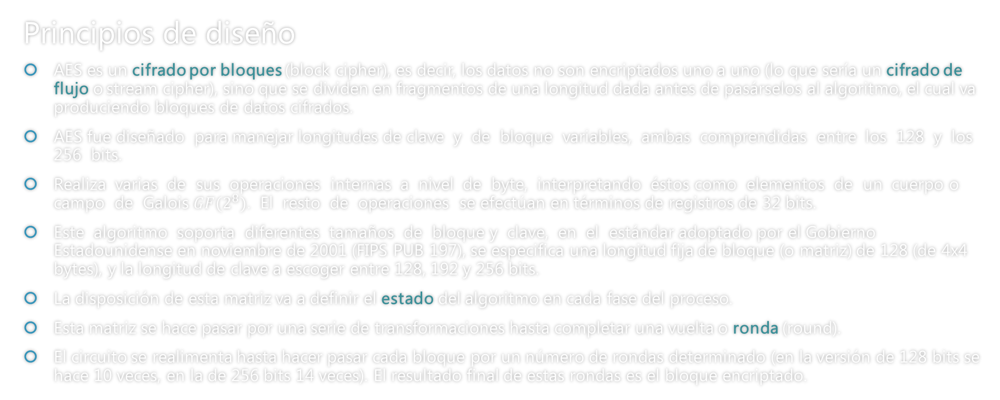 Principios de diseño
AES es un cifrado por bloques (block cipher), es decir, los datos no son encriptados uno a uno (lo que sería un cifrado de
flujo o stream cipher), sino que se dividen en fragmentos de una longitud dada antes de pasárselos al algoritmo, el cual va
produciendo bloques de datos cifrados.
AES fue diseñado para manejar longitudes de clave y de bloque variables, ambas comprendidas entre los 128 y los
256 bits.
Realiza varias de sus operaciones internas a nivel de byte, interpretando éstos como elementos de un cuerpo o
campo de Galois GF(2⁸). El resto de operaciones se efectúan en términos de registros de 32 bits.
Este algoritmo soporta diferentes tamaños de bloque y clave, en el estándar adoptado por el Gobierno
Estadounidense en noviembre de 2001 (FIPS PUB 197), se especifica una longitud fija de bloque (o matriz) de 128 (de 4x4
bytes), y la longitud de clave a escoger entre 128, 192 y 256 bits.
La disposición de esta matriz va a definir el estado del algoritmo en cada fase del proceso.
Esta matriz se hace pasar por una serie de transformaciones hasta completar una vuelta o ronda (round).
El circuito se realimenta hasta hacer pasar cada bloque por un número de rondas determinado (en la versión de 128 bits se
hace 10 veces, en la de 256 bits 14 veces). El resultado final de estas rondas es el bloque encriptado.